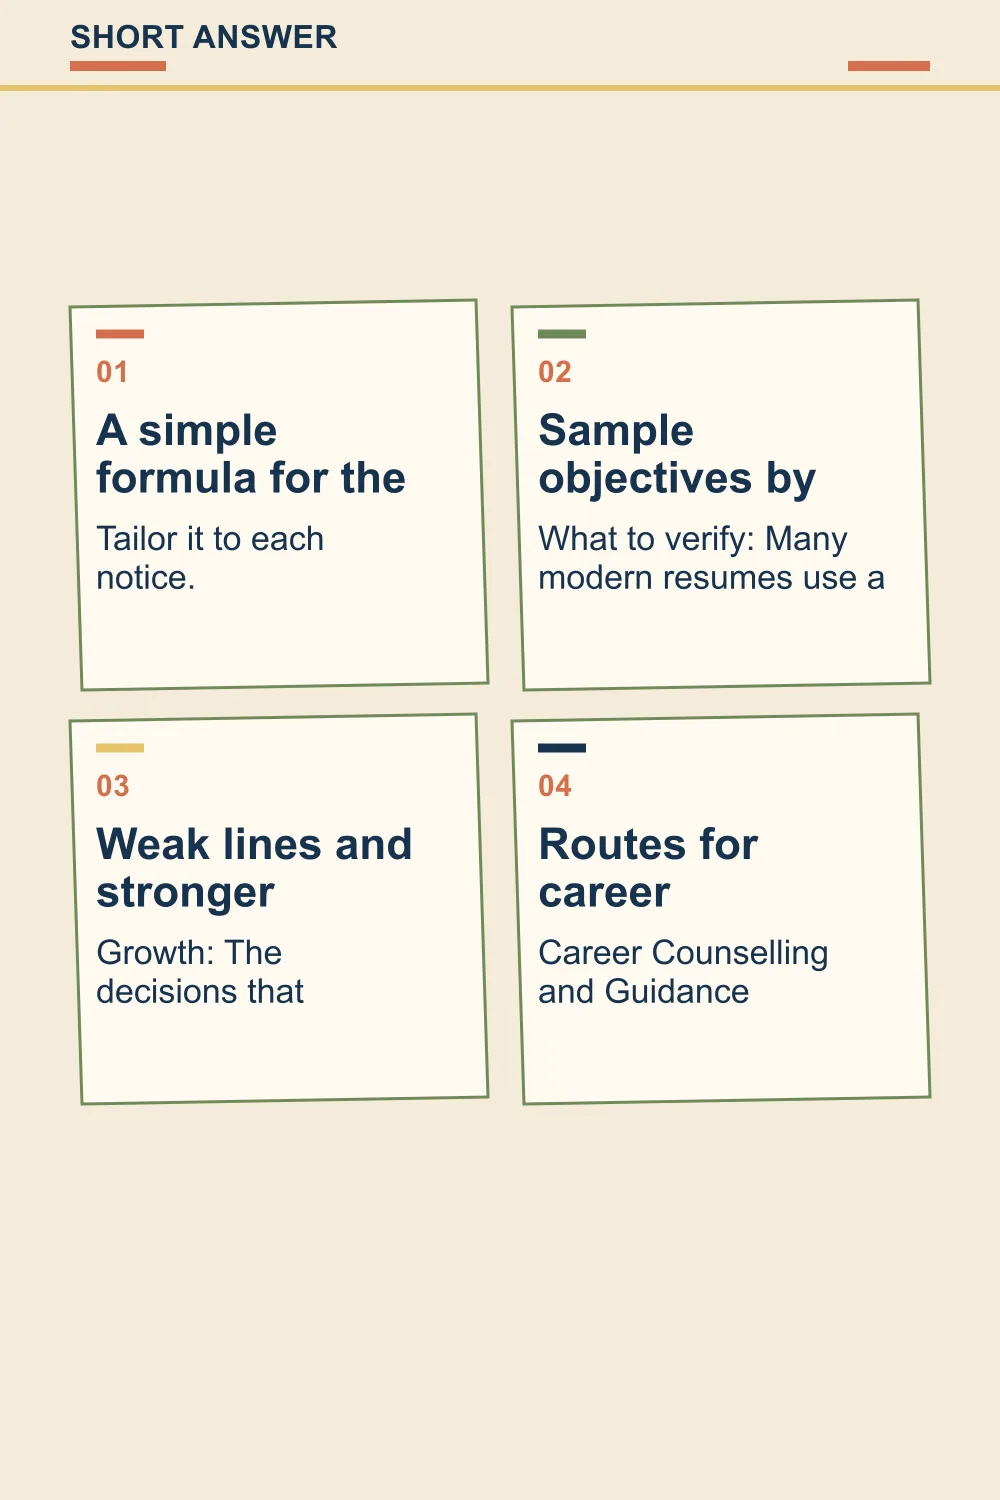 SHORT ANSWER
01
A simple
formula for the
Tailor it to each
notice.
02
Sample
objectives by
What to verify: Many
modern resumes use a
03
Weak lines and
stronger
Growth: The
decisions that
04
Routes for
career
Career Counselling
and Guidance